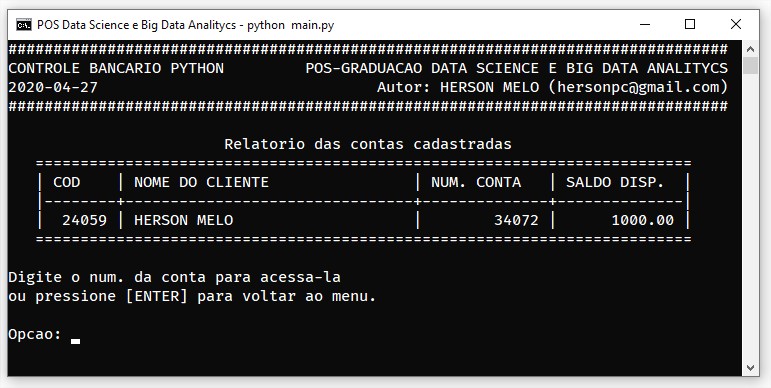 POS Data Science e Big Data Analitycs - python  main.py
################################################################################
CONTROLE BANCARIO PYTHON         POS-GRADUACAO DATA SCIENCE E BIG DATA ANALITYCS
2020-04-27                               Autor: HERSON MELO (hersonpc@gmail.com)
################################################################################
Relatorio das contas cadastradas
=========================================================================
| COD    | NOME DO CLIENTE                | NUM. CONTA   | SALDO DISP.  |
|--------+--------------------------------+--------------+--------------|
|  24059 | HERSON MELO                    |        34072 |      1000.00 |
=========================================================================
Digite o num. da conta para acessa-la
ou pressione [ENTER] para voltar ao menu.
Opcao: _